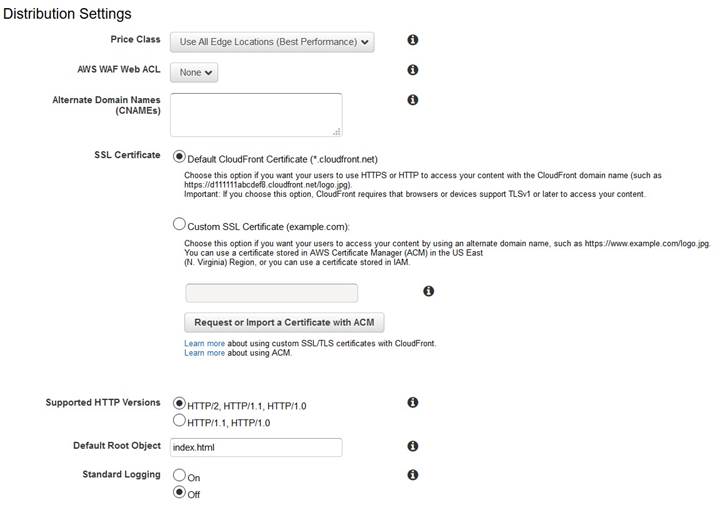 Distribution Settings
Price Class
Use All Edge Locations (Best Performance)
AWS WAF Web ACL
None
Alternate Domain Names
(CNAMEs)
SSL Certificate
Default CloudFront Certificate (*.cloudfront.net)
Choose this option if you want your users to use HTTPS or HTTP to access your content with the CloudFront domain name (such as
https://d111111abcdef8.cloudfront.net/logo.jpg).
Important: If you choose this option, CloudFront requires that browsers or devices support TLSv1 or later to access your content.
Custom SSL Certificate (example.com):
Choose this option if you want your users to access your content by using an alternate domain name, such as https://www.example.com/logo.jpg.
You can use a certificate stored in AWS Certificate Manager (ACM) in the US East
(N. Virginia) Region, or you can use a certificate stored in IAM.
Request or Import a Certificate with ACM
Learn more about using custom SSL/TLS certificates with CloudFront.
Learn more about using ACM.
Supported HTTP Versions
HTTP/2, HTTP/1.1, HTTP/1.0
HTTP/1.1, HTTP/1.0
Default Root Object
index.html
Standard Logging
On
Off